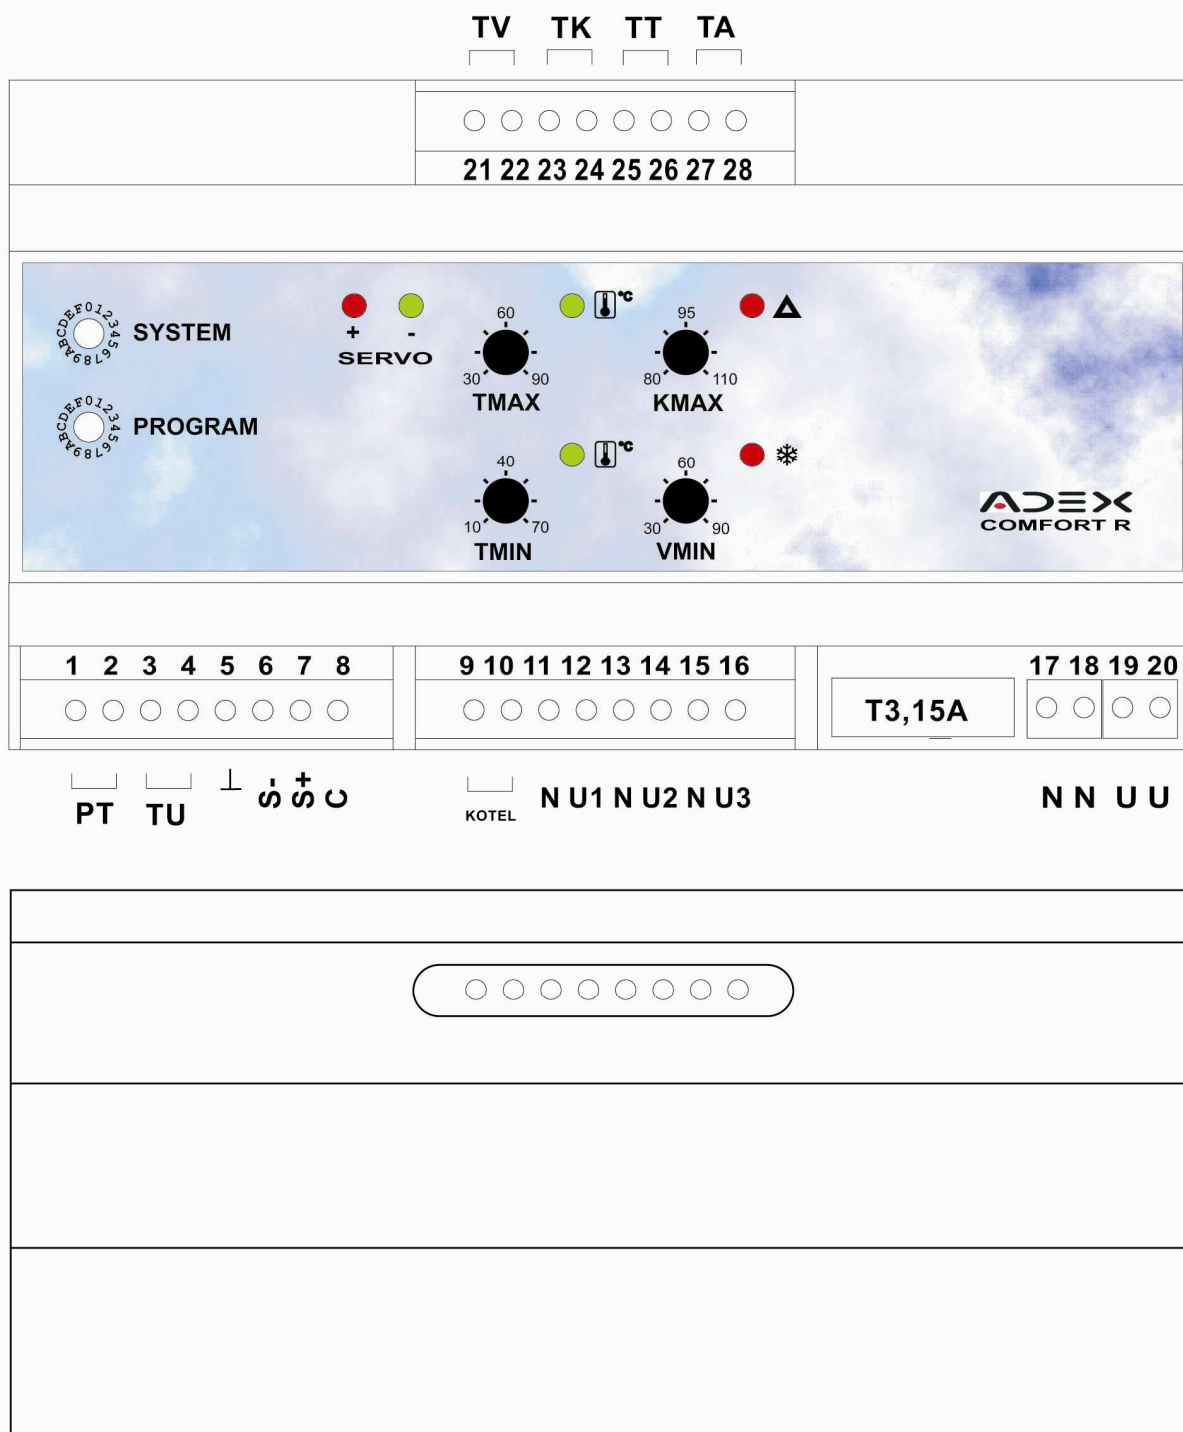 TV TK TT TA
21 22 23 24 25 26 27 28
F0123456789ABCDE SYSTEM
+ -
SERVO
60
30 90
TMAX
°C
95
80 110
KMAX
F0123456789ABCDE PROGRAM
40
10 70
TMIN
°C
60
30 90
VMIN
ADEX
COMFORT R
1 2 3 4 5 6 7 8
9 10 11 12 13 14 15 16
17 18 19 20
T3,15A
PT TU ⊥ S- S+ C
KOTEL
N U1 N U2 N U3
N N U U